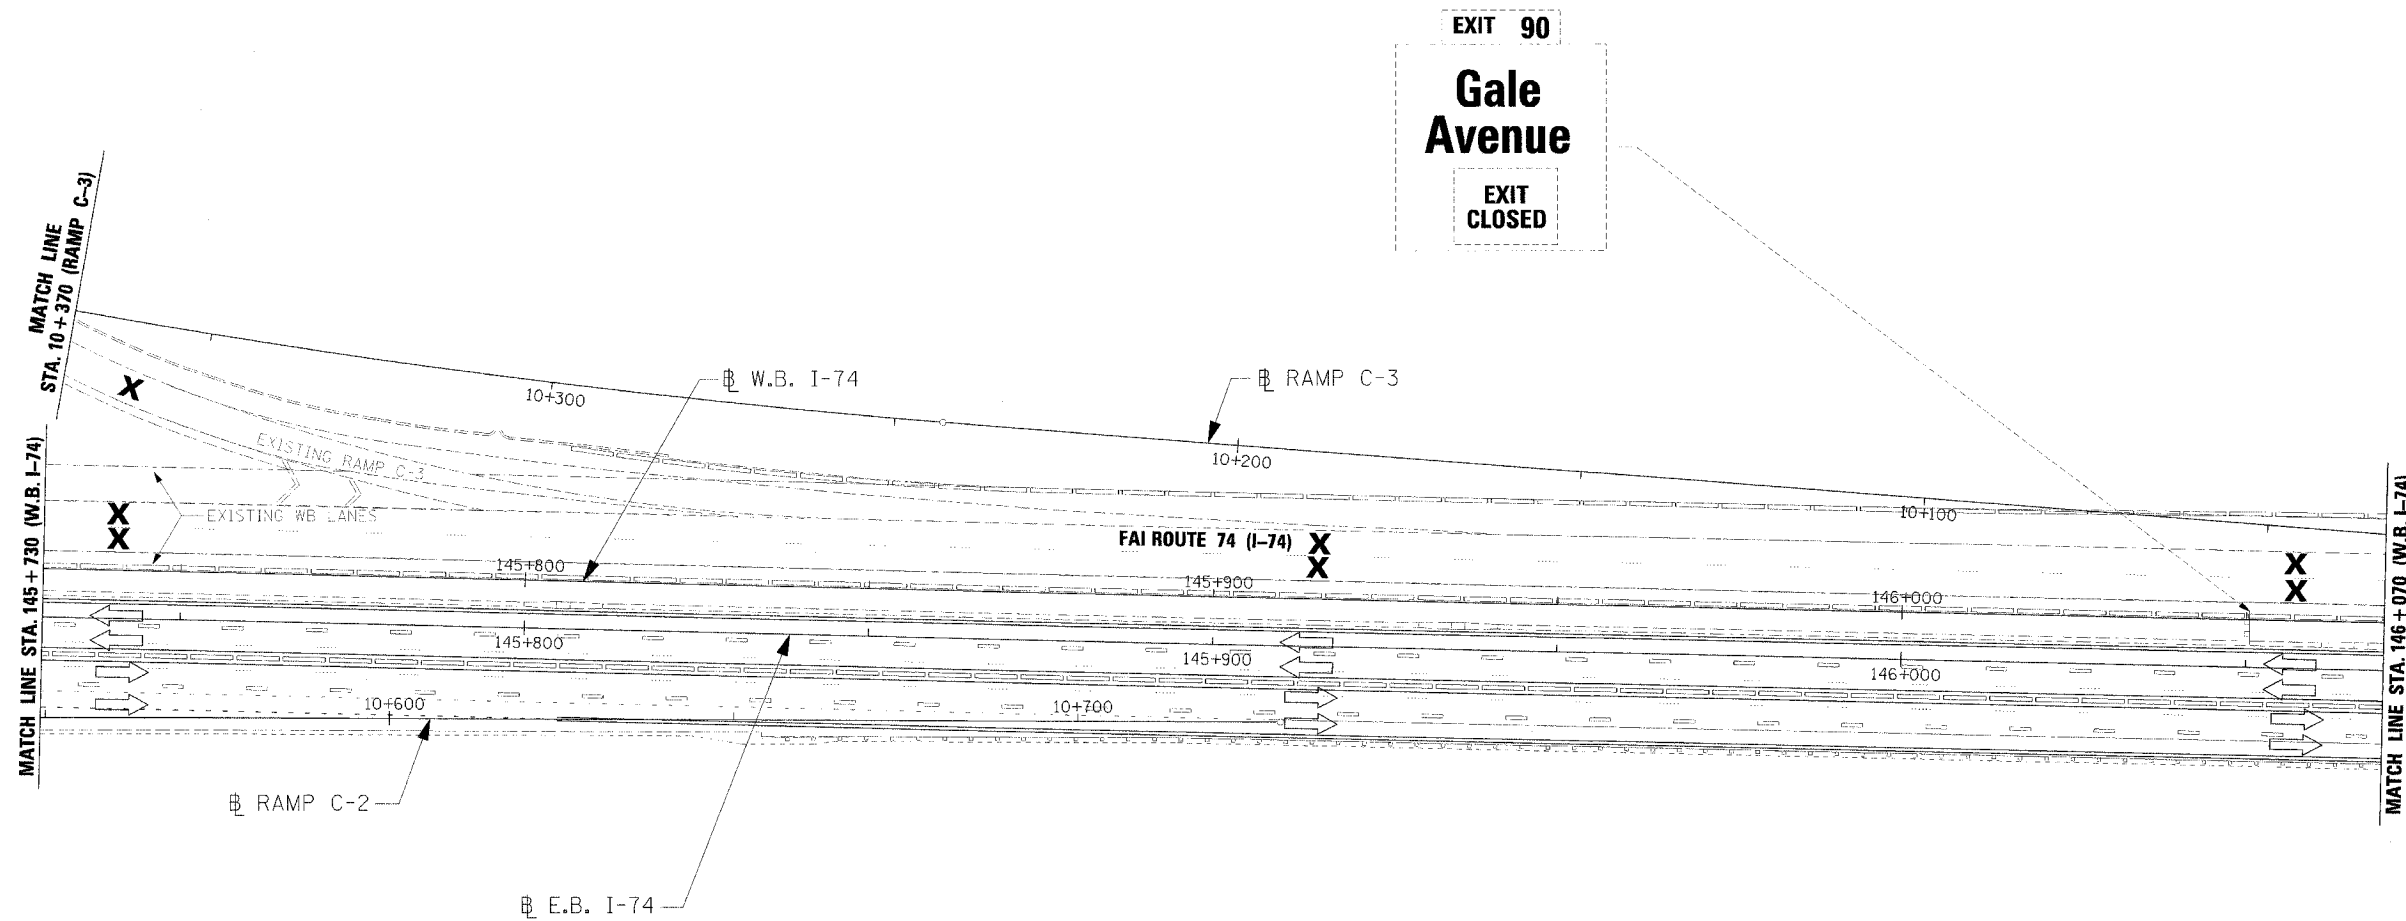 EXIT 90
Gale
Avenue
EXIT
CLOSED
MATCH LINE
STA. 10+370 (RAMP C-3)
℄ W.B. I-74
℄ RAMP C-3
10+300
10+200
10+100
EXISTING RAMP C-3
X
EXISTING WB LANES
X
X
FAI ROUTE 74 (I-74)
X
X
X
X
145+800
145+900
146+000
145+800
145+900
146+000
10+600
10+700
MATCH LINE STA. 145+730 (W.B. I-74)
MATCH LINE STA. 146+070 (W.B. I-74)
℄ RAMP C-2
℄ E.B. I-74